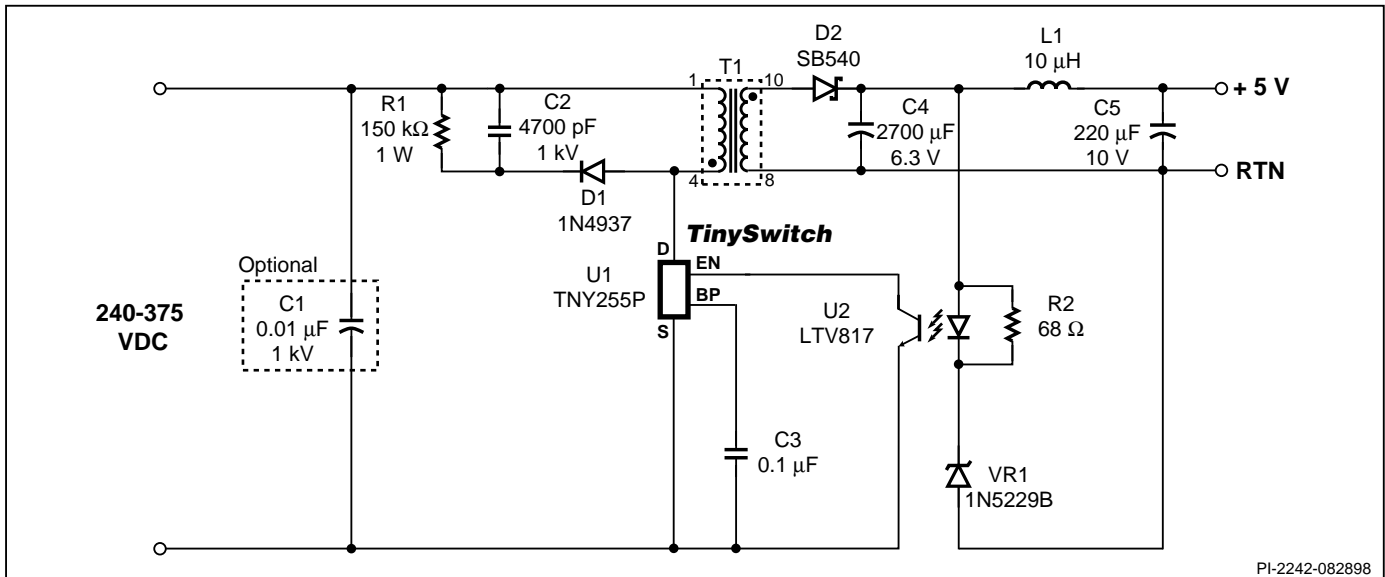 D2
SB540
L1
10 µH
T1
1
10
4
8
+ 5 V
RTN
R1
150 kΩ
1 W
C2
4700 pF
1 kV
D1
1N4937
C4
2700 µF
6.3 V
C5
220 µF
10 V
TinySwitch
D
EN
BP
S
U1
TNY255P
Optional
C1
0.01 µF
1 kV
240-375
VDC
U2
LTV817
R2
68 Ω
C3
0.1 µF
VR1
1N5229B
PI-2242-082898